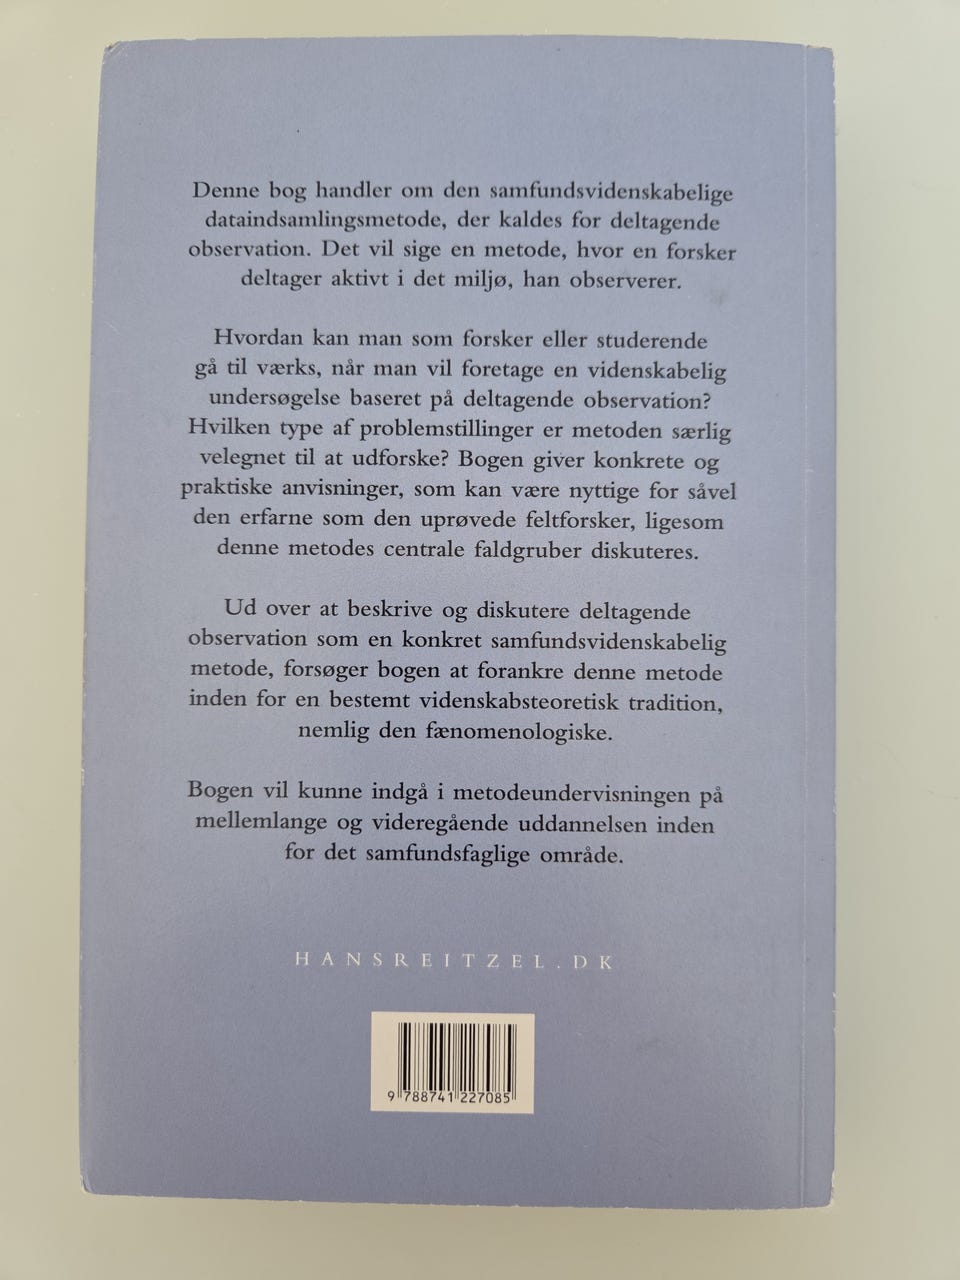 Denne bog handler om den samfundsvidenskabelige
dataindsamlingsmetode, der kaldes for deltagende
observation. Det vil sige en metode, hvor en forsker
deltager aktivt i det miljø, han observerer.
Hvordan kan man som forsker eller studerende
gå til værks, når man vil foretage en videnskabelig
undersøgelse baseret på deltagende observation?
Hvilken type af problemstillinger er metoden særlig
velegnet til at udforske? Bogen giver konkrete og
praktiske anvisninger, som kan være nyttige for såvel
den erfarne som den uprøvede feltforsker, ligesom
denne metodes centrale faldgruber diskuteres.
Ud over at beskrive og diskutere deltagende
observation som en konkret samfundsvidenskabelig
metode, forsøger bogen at forankre denne metode
inden for en bestemt videnskabsteoretisk tradition,
nemlig den fænomenologiske.
Bogen vil kunne indgå i metodeundervisningen på
mellemlange og videregående uddannelsen inden
for det samfundsfaglige område.
HANSREITZEL.DK
9 788741 227085